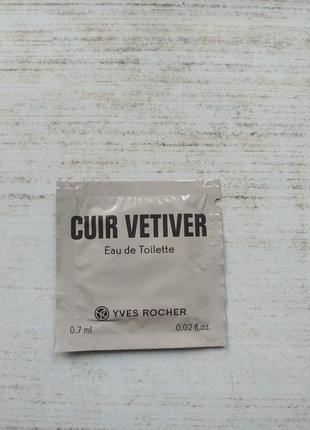 CUIR VETIVER
Eau de Toilette
YVES ROCHER
0.7 ml 0.02 fl.oz.